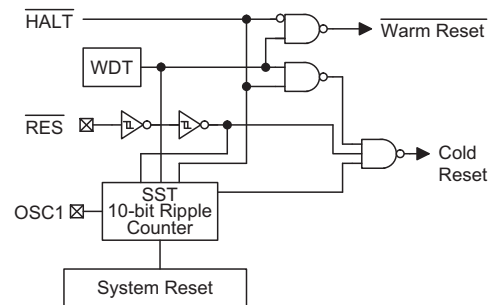 HALT
Warm Reset
WDT
RES
Cold
Reset
SST
10-bit Ripple
Counter
OSC1
System Reset